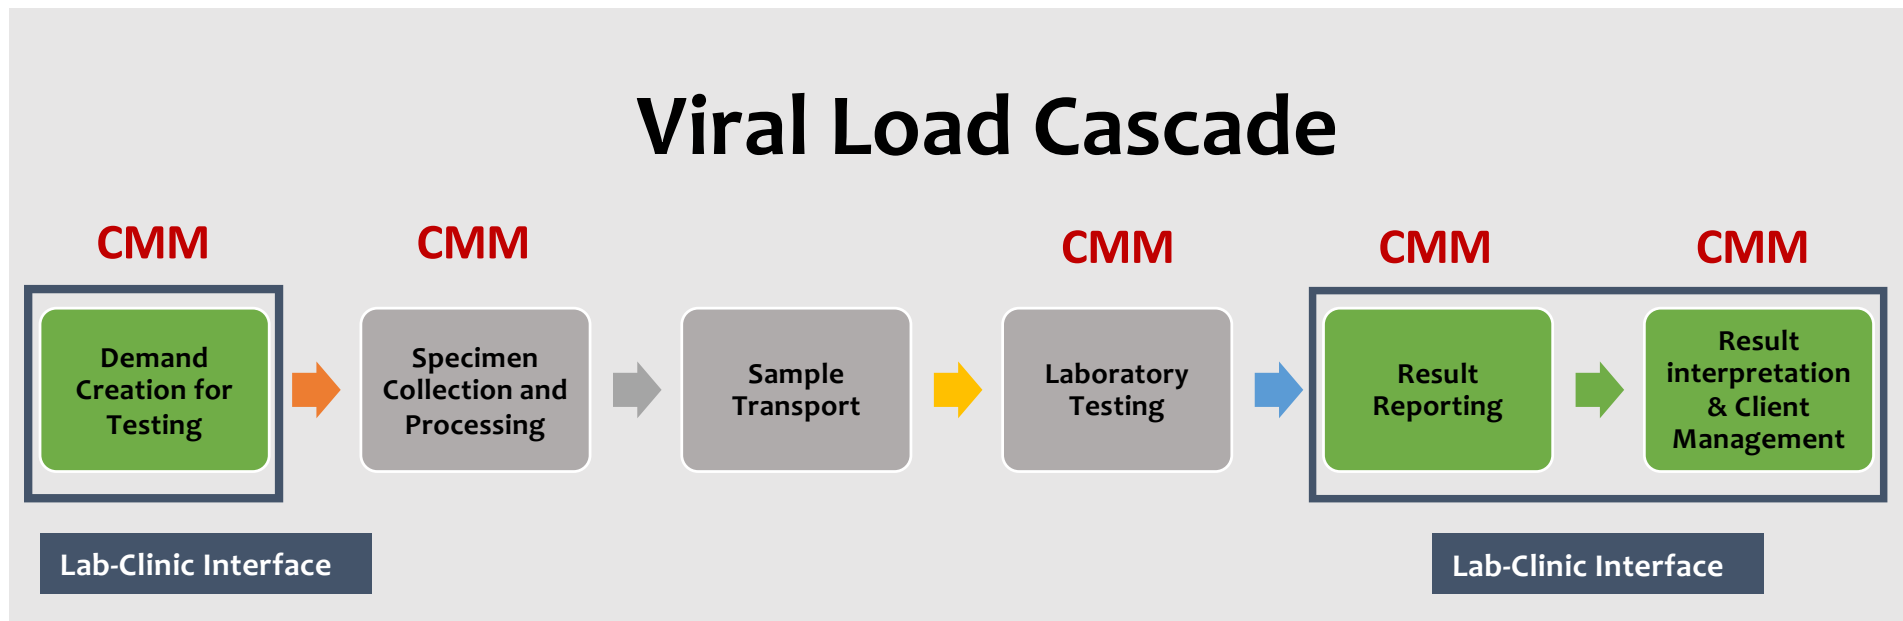 Viral Load Cascade
CMM
CMM
CMM
CMM
CMM
Demand
Creation for
Testing
Specimen
Collection and
Processing
Sample
Transport
Laboratory
Testing
Result
Reporting
Result
interpretation
& Client
Management
Lab-Clinic Interface
Lab-Clinic Interface